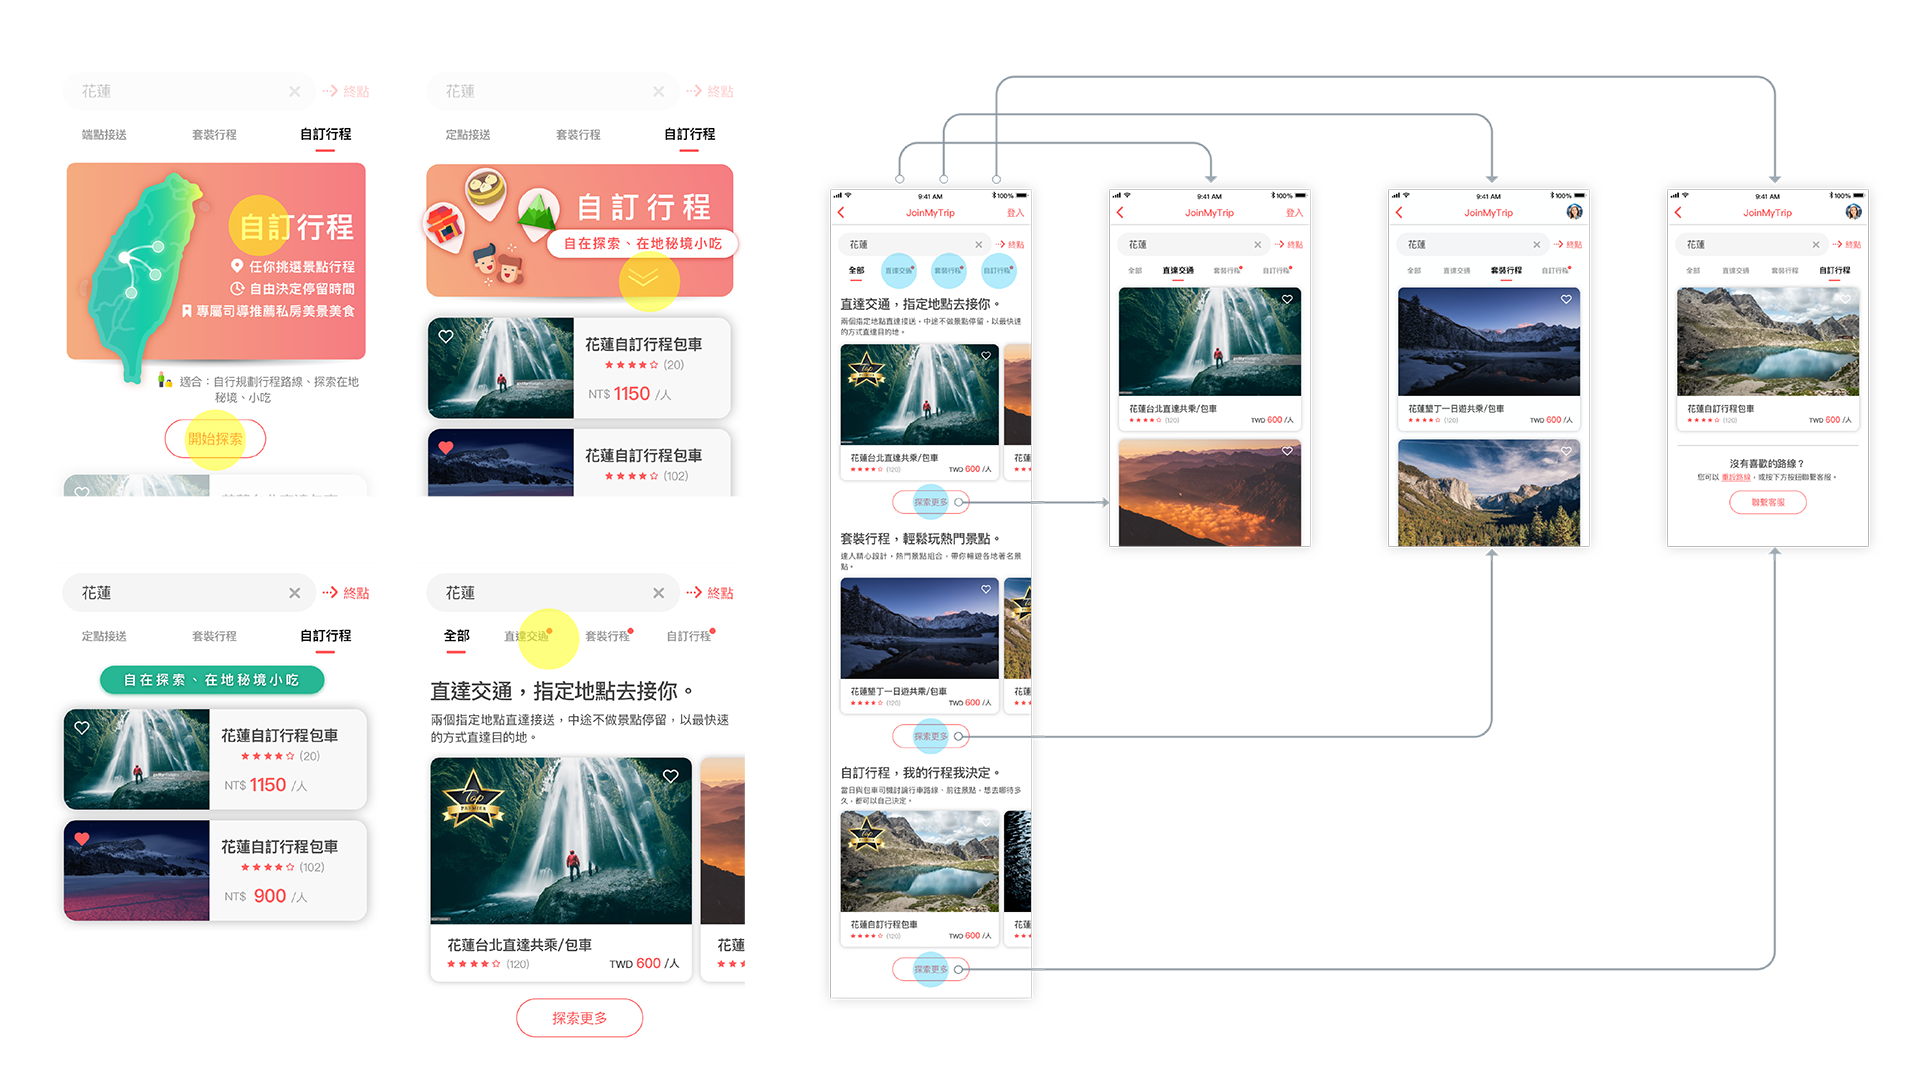 花蓮
終點
端點接送 套裝行程 自訂行程
自訂行程
任你挑選景點行程
自由決定停留時間
專屬司導推薦私房美景美食
適合：自行規劃行程路線、探索在地
秘境、小吃
開始探索
花蓮
終點
定點接送 套裝行程 自訂行程
自訂行程
自在探索、在地秘境小吃
花蓮自訂行程包車
(20)
NT$ 1150 /人
花蓮自訂行程包車
(102)
花蓮
終點
定點接送 套裝行程 自訂行程
自在探索、在地秘境小吃
花蓮自訂行程包車
(20)
NT$ 1150 /人
花蓮自訂行程包車
(102)
NT$ 900 /人
花蓮
終點
全部 直達交通 套裝行程 自訂行程
直達交通，指定地點去接你。
兩個指定地點直達接送，中途不做景點停留，以最快速
的方式直達目的地。
Top
PREMIER
花蓮台北直達共乘/包車
(120) TWD 600 /人
花蓮
探索更多
9:41 AM 100%
JoinMyTrip 登入
花蓮
終點
全部 直達交通 套裝行程 自訂行程
直達交通，指定地點去接你。
兩個指定地點直達接送，中途不做景點停留，以最快速
的方式直達目的地。
Top
花蓮台北直達共乘/包車
(120) TWD 600 /人
花蓮
探索更多
套裝行程，輕鬆玩熱門景點。
達人精心設計，熱門景點組合，帶你暢遊各地著名景
點。
花蓮墾丁一日遊共乘/包車
(120) TWD 600 /人
花蓮
探索更多
自訂行程，我的行程我決定。
當日與包車司機討論行車路線、前往景點，想去哪待多
久，都可以自己決定。
Top
花蓮自訂行程包車
(120) TWD 600 /人
花蓮
探索更多
9:41 AM 100%
JoinMyTrip 登入
花蓮
終點
全部 直達交通 套裝行程 自訂行程
花蓮台北直達共乘/包車
(120) TWD 600 /人
9:41 AM 100%
JoinMyTrip
花蓮
終點
全部 直達交通 套裝行程 自訂行程
花蓮墾丁一日遊共乘/包車
(120) TWD 600 /人
9:41 AM 100%
JoinMyTrip
花蓮
終點
全部 直達交通 套裝行程 自訂行程
花蓮自訂行程包車
(120) TWD 600 /人
沒有喜歡的路線？
您可以 重設路線，或按下方按鈕聯繫客服。
聯繫客服